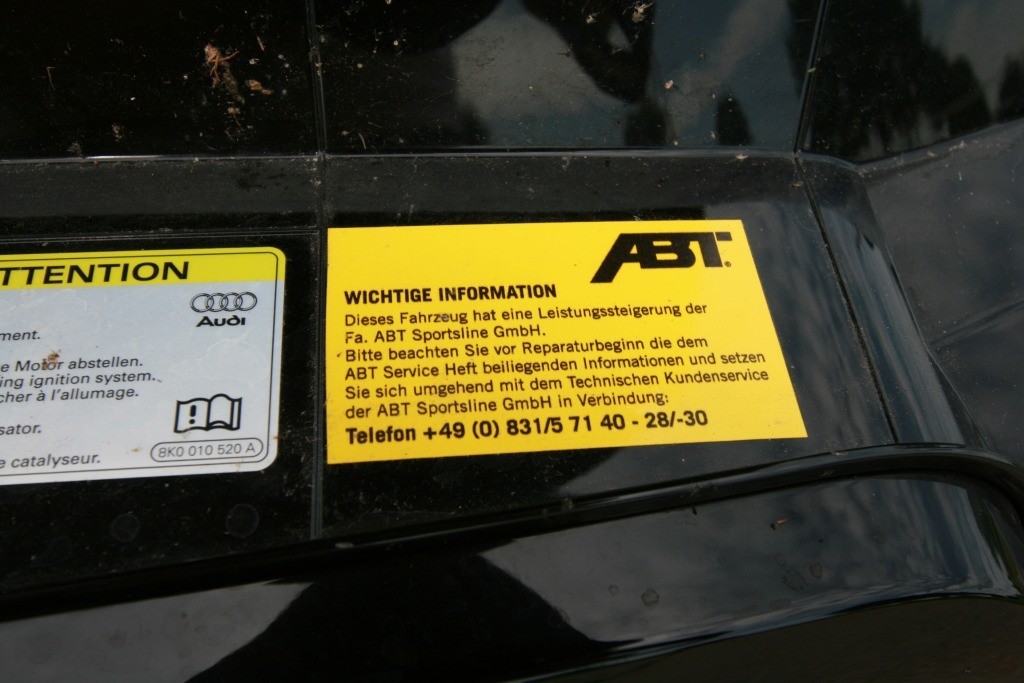 TTENTION
Audi
ment.
e Motor abstellen.
ing ignition system.
cher à l'allumage.
sator.
e catalyseur.
8K0 010 520 A
ABT
WICHTIGE INFORMATION
Dieses Fahrzeug hat eine Leistungssteigerung der
Fa. ABT Sportsline GmbH.
Bitte beachten Sie vor Reparaturbeginn die dem
ABT Service Heft beiliegenden Informationen und setzen
Sie sich umgehend mit dem Technischen Kundenservice
der ABT Sportsline GmbH in Verbindung:
Telefon +49 (0) 831/5 71 40 - 28/-30